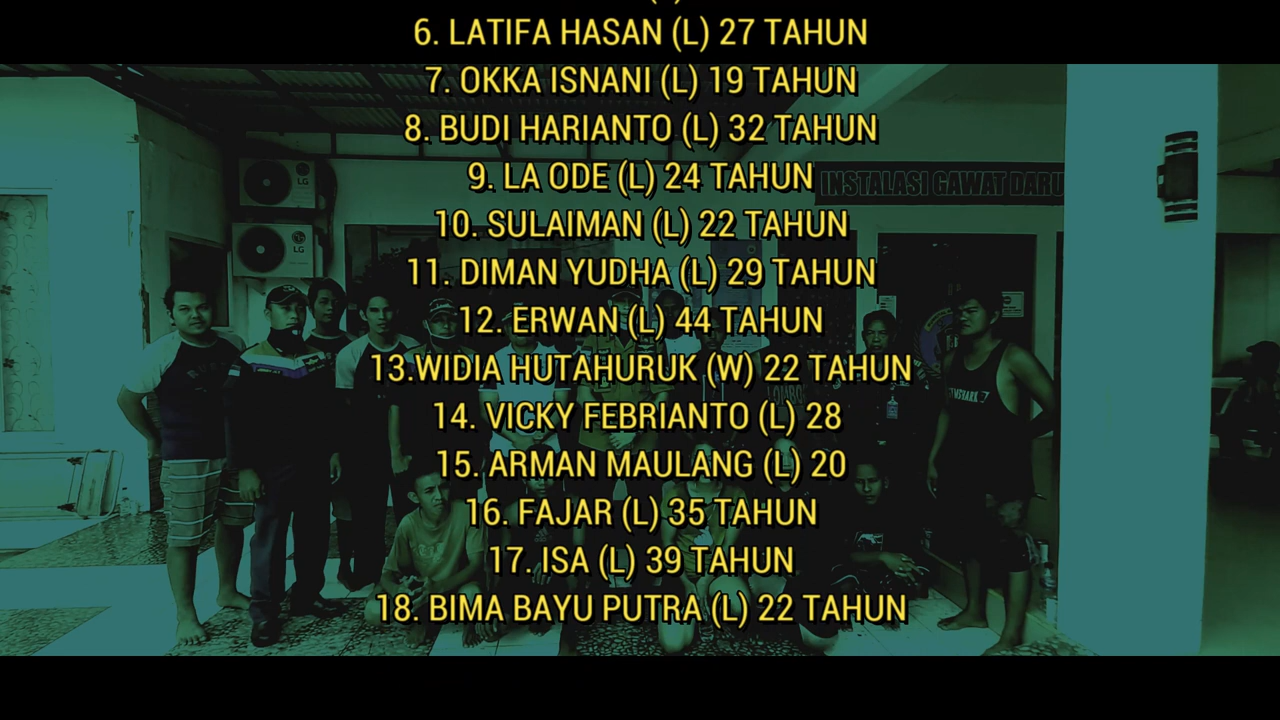 6. LATIFA HASAN (L) 27 TAHUN
7. OKKA ISNANI (L) 19 TAHUN
8. BUDI HARIANTO (L) 32 TAHUN
9. LA ODE (L) 24 TAHUN
INSTALASI GAWAT DARU
10. SULAIMAN (L) 22 TAHUN
LG
LG
11. DIMAN YUDHA (L) 29 TAHUN
12. ERWAN (L) 44 TAHUN
13.WIDIA HUTAHURUK (W) 22 TAHUN
14. VICKY FEBRIANTO (L) 28
15. ARMAN MAULANG (L) 20
16. FAJAR (L) 35 TAHUN
17. ISA (L) 39 TAHUN
18. BIMA BAYU PUTRA (L) 22 TAHUN